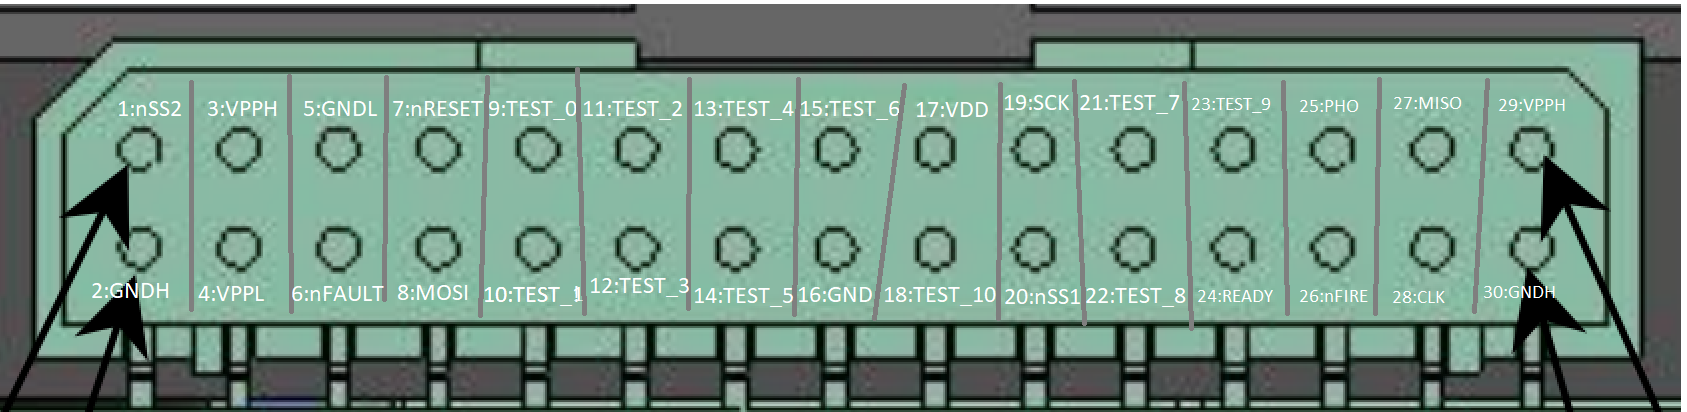 1:nSS2 3:VPPH 5:GNDL 7:nRESET 9:TEST_0 11:TEST_2 13:TEST_4 15:TEST_6 17:VDD 19:SCK 21:TEST_7 23:TEST_9 25:PHO 27:MISO 29:VPPH
2:GNDH 4:VPPL 6:nFAULT 8:MOSI 10:TEST_1 12:TEST_3 14:TEST_5 16:GND 18:TEST_10 20:nSS1 22:TEST_8 24:READY 26:nFIRE 28:CLK 30:GNDH